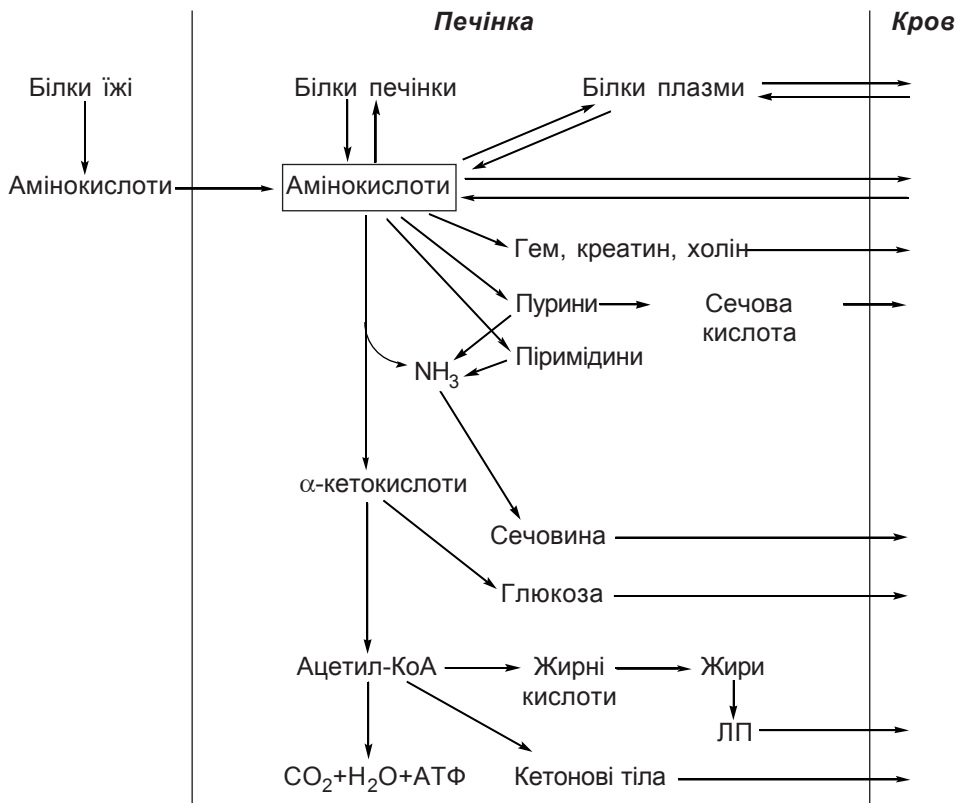 Печінка Кров
Білки їжі Білки печінки Білки плазми
Амінокислоти Амінокислоти
Гем, креатин, холін
Пурини Сечова
кислота
Піримідини
NH₃
α-кетокислоти
Сечовина
Глюкоза
Ацетил-КоА Жирні Жири
кислоти
ЛП
CO₂+H₂O+АТФ Кетонові тіла